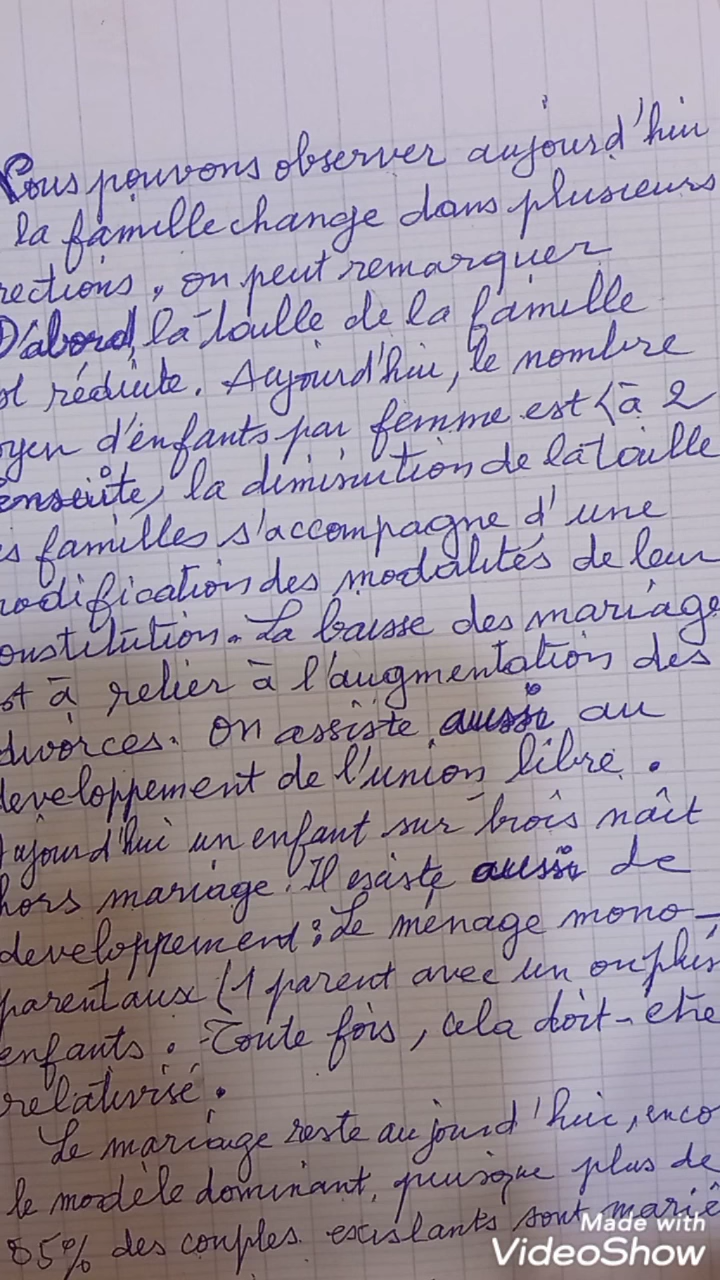 Nous pouvons observer aujourd'hui
la famille change dans plusieurs
rections, on peut remarquer
D'abord, la taille de la famille
st réduite. Aujourd'hui, le nombre
oyen d'enfants par femme est < à 2
ensuite, la diminution de la taille
s familles s'accompagne d'une
odification des modalités de leur
onstitution. La baisse des mariage
st à relier à l'augmentation des
divorces. On assiste aussi au
developpement de l'union libre.
Aujourd'hui un enfant sur trois naît
hors mariage. Il existe aussi de
developpement : Le ménage mono-
parentaux (1 parent avec un ou plus
enfants. Toute fois, cela doit-etre
relativisé.
Le mariage reste aujourd'hui, enco
le modèle dominant, puisque plus de
85% des couples existants sont marié
Made with
VideoShow